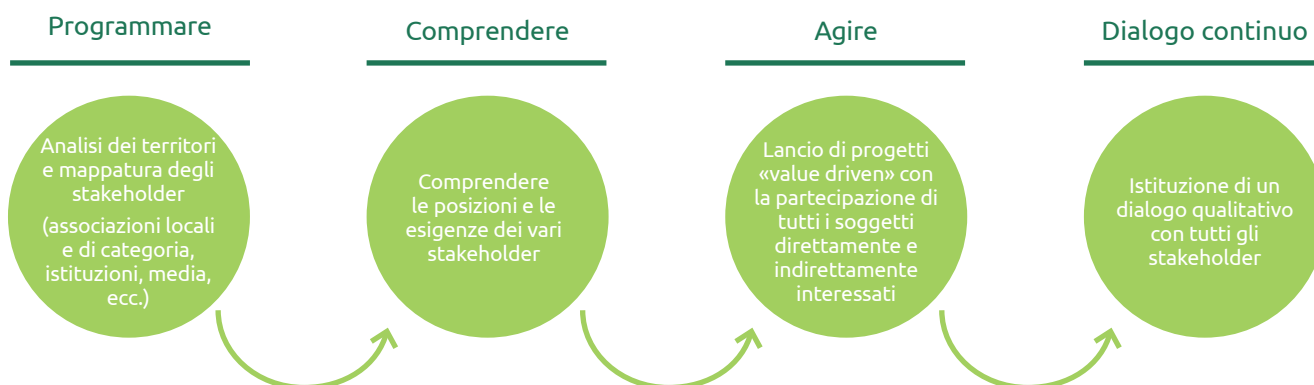 Programmare
Analisi dei territori
e mappatura degli
stakeholder
(associazioni locali
e di categoria,
istituzioni, media,
ecc.)
Comprendere
Comprendere
le posizioni e le
esigenze dei vari
stakeholder
Agire
Lancio di progetti
«value driven» con
la partecipazione di
tutti i soggetti
direttamente e
indirettamente
interessati
Dialogo continuo
Istituzione di un
dialogo qualitativo
con tutti gli
stakeholder